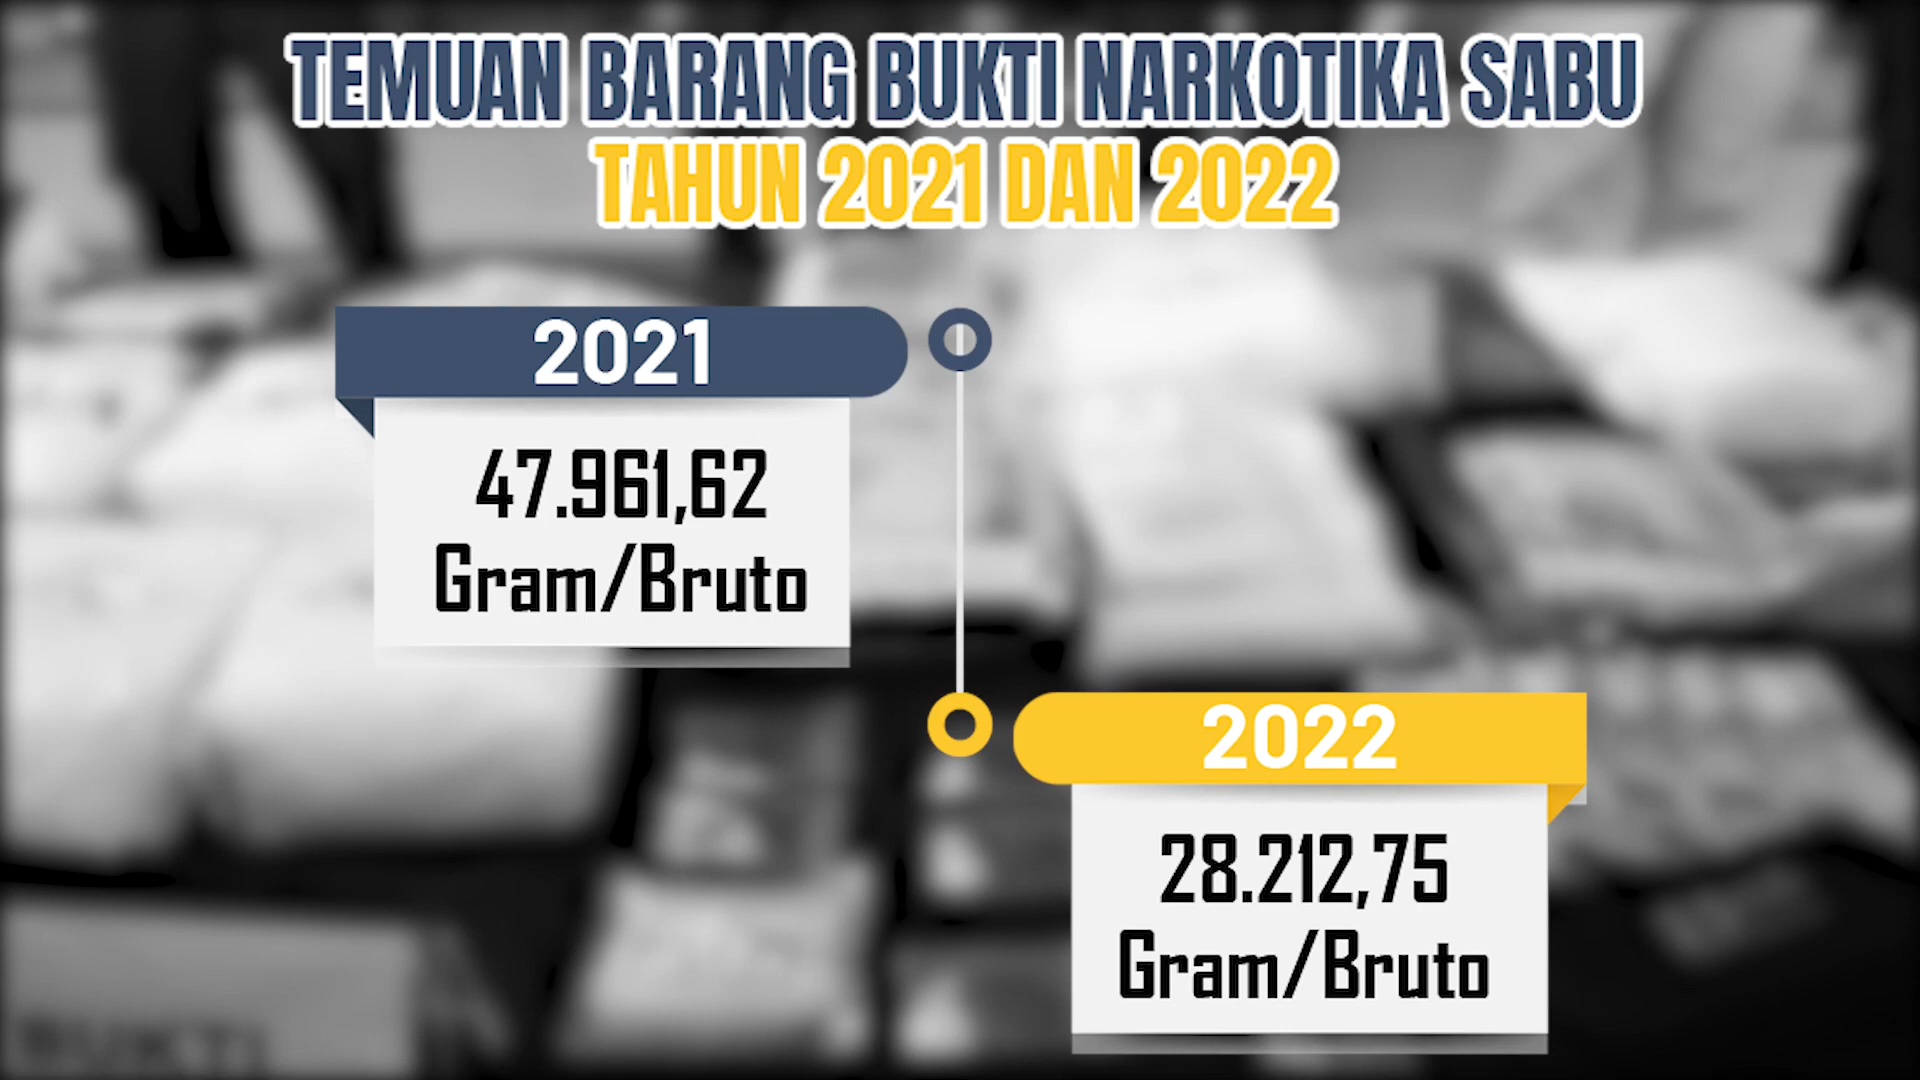 TEMUAN BARANG BUKTI NARKOTIKA SABU
TAHUN 2021 DAN 2022
2021
47.961,62
Gram/Bruto
2022
28.212,75
Gram/Bruto
BUKTI